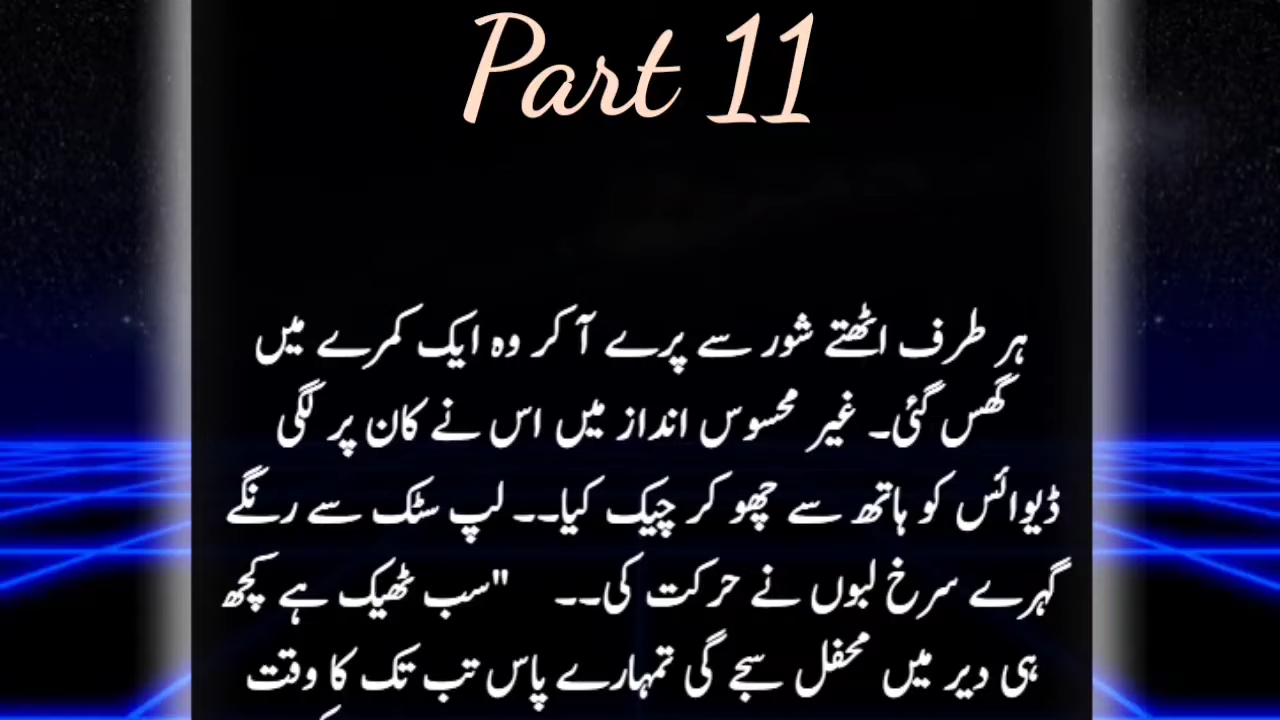 Part 11
ہر طرف اٹھتے شور سے پرے آ کر وہ ایک کمرے میں
گھس گئی۔ غیر محسوس انداز میں اس نے کان پر لگی
ڈیوائس کو ہاتھ سے چھو کر چیک کیا۔۔ لپ سٹک سے رنگے
گہرے سرخ لبوں نے حرکت کی۔۔ "سب ٹھیک ہے کچھ
ہی دیر میں محفل سجے گی تمہارے پاس تب تک کا وقت